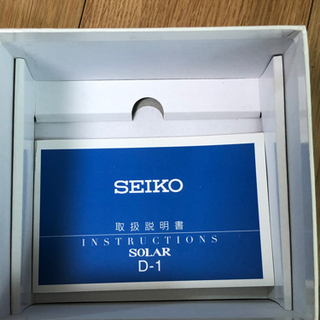 SEIKO
取扱説明書
INSTRUCTIONS
SOLAR
D-1